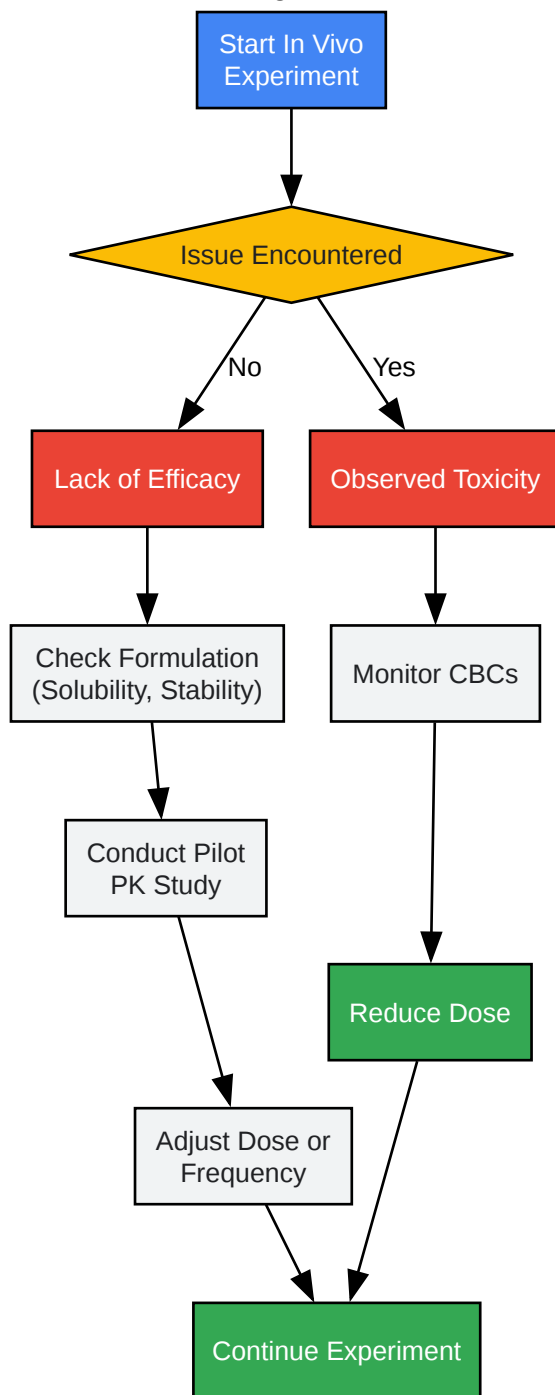 Start In Vivo
Experiment
Issue Encountered
No
Yes
Lack of Efficacy
Observed Toxicity
Check Formulation
(Solubility, Stability)
Monitor CBCs
Conduct Pilot
PK Study
Reduce Dose
Adjust Dose or
Frequency
Continue Experiment